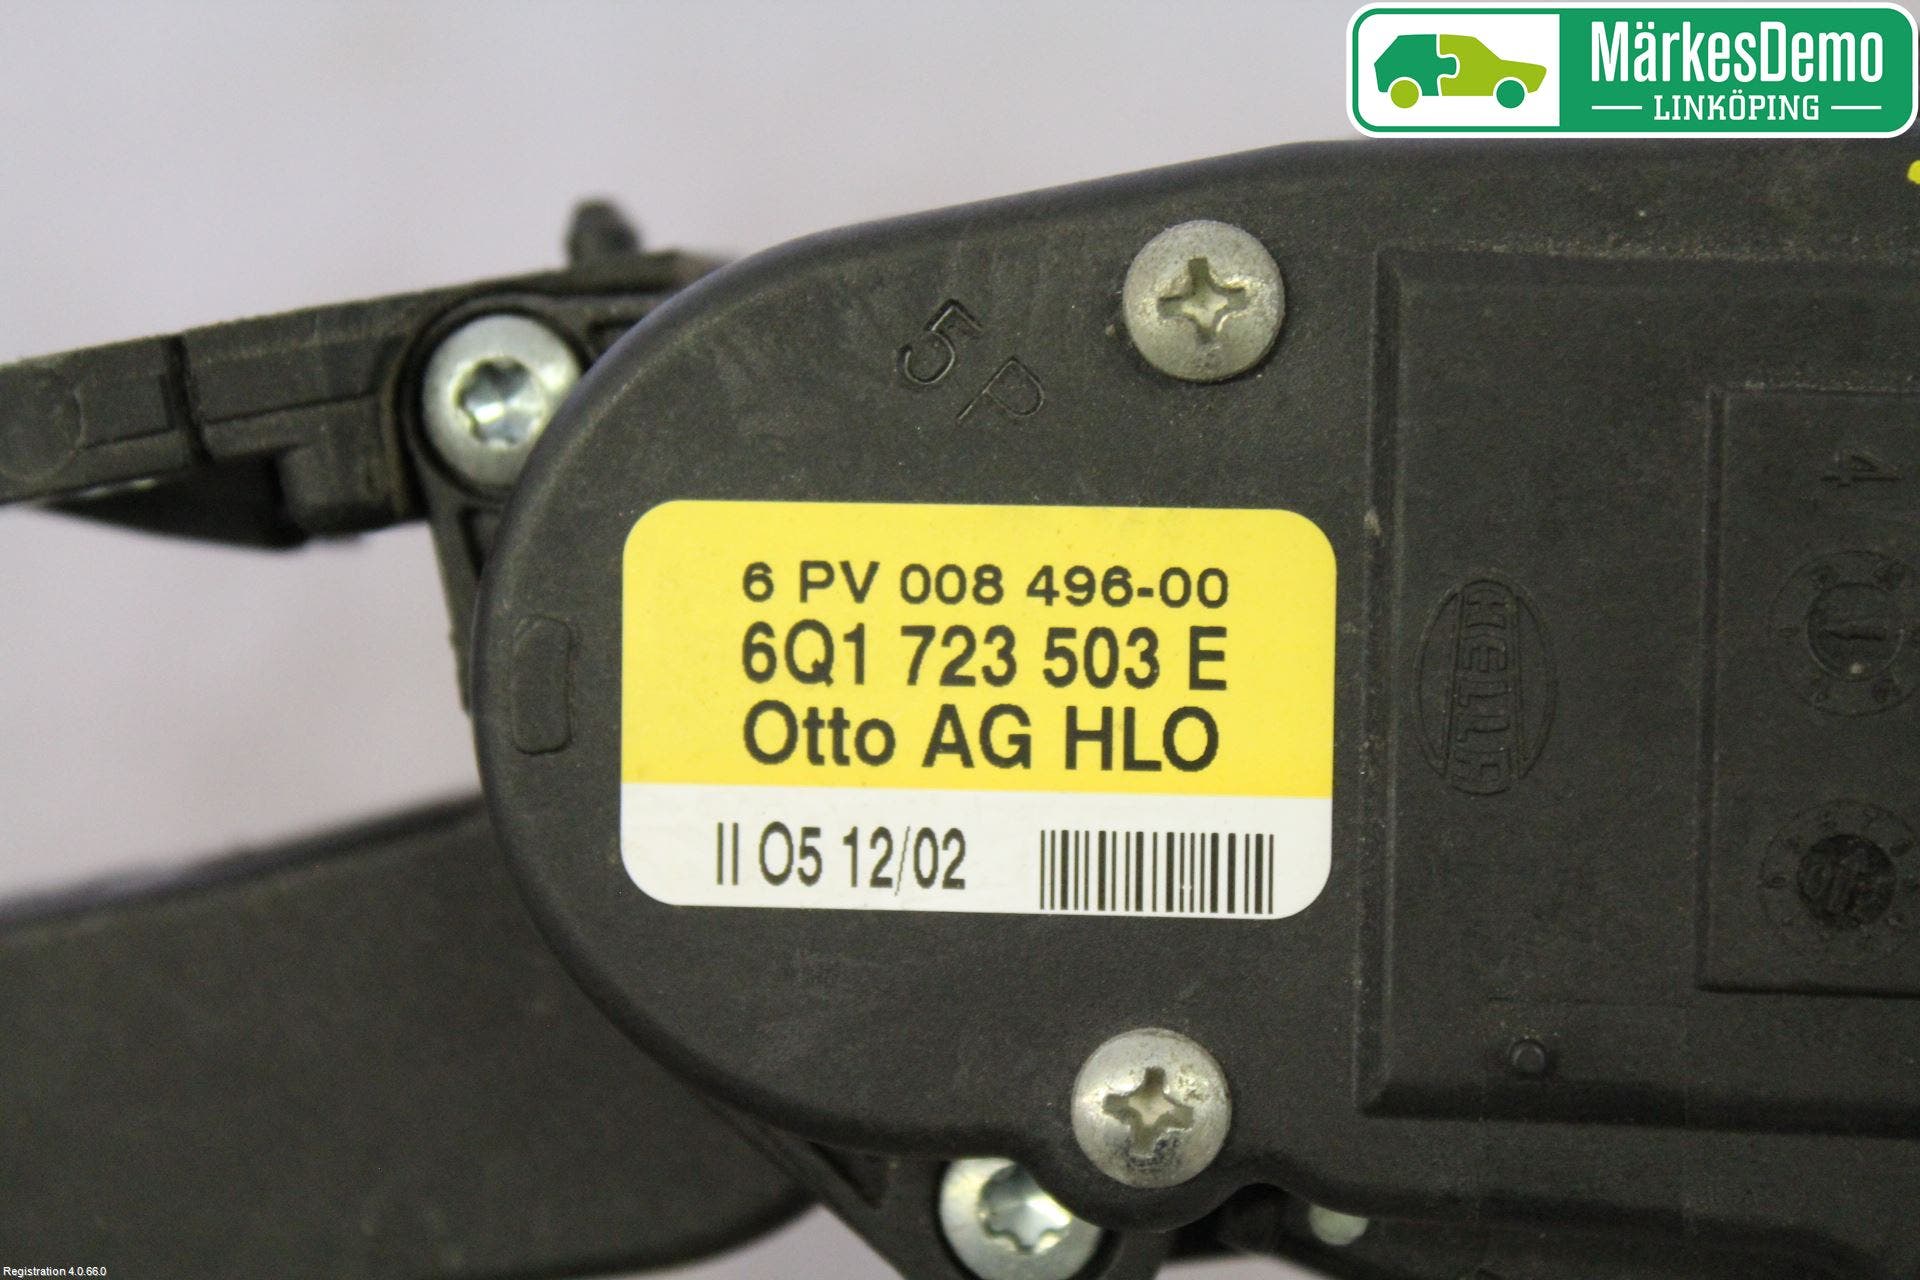 MärkesDemo
LINKÖPING
5P
6 PV 008 496-00
6Q1 723 503 E
Otto AG HLO
II O5 12/02
HELLA
4
Registration 4.0.66.0